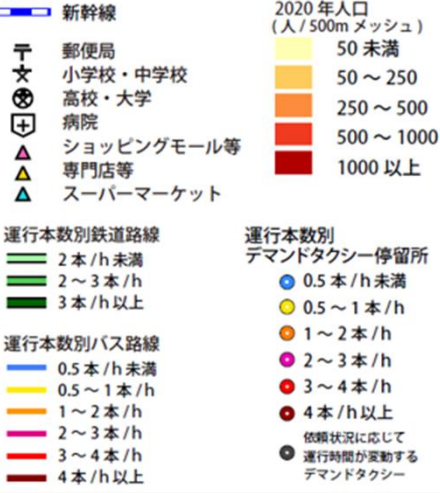 新幹線
郵便局
小学校・中学校
高校・大学
病院
ショッピングモール等
専門店等
スーパーマーケット
2020 年人口
( 人 / 500m メッシュ )
50 未満
50 ～ 250
250 ～ 500
500 ～ 1000
1000 以上
運行本数別鉄道路線
2 本 / h 未満
2 ～ 3 本 / h
3 本 / h 以上
運行本数別バス路線
0.5 本 / h 未満
0.5 ～ 1 本 / h
1 ～ 2 本 / h
2 ～ 3 本 / h
3 ～ 4 本 / h
4 本 / h 以上
運行本数別
デマンドタクシー停留所
0.5 本 / h 未満
0.5 ～ 1 本 / h
1 ～ 2 本 / h
2 ～ 3 本 / h
3 ～ 4 本 / h
4 本 / h 以上
依頼状況に応じて
運行時間が変動する
デマンドタクシー